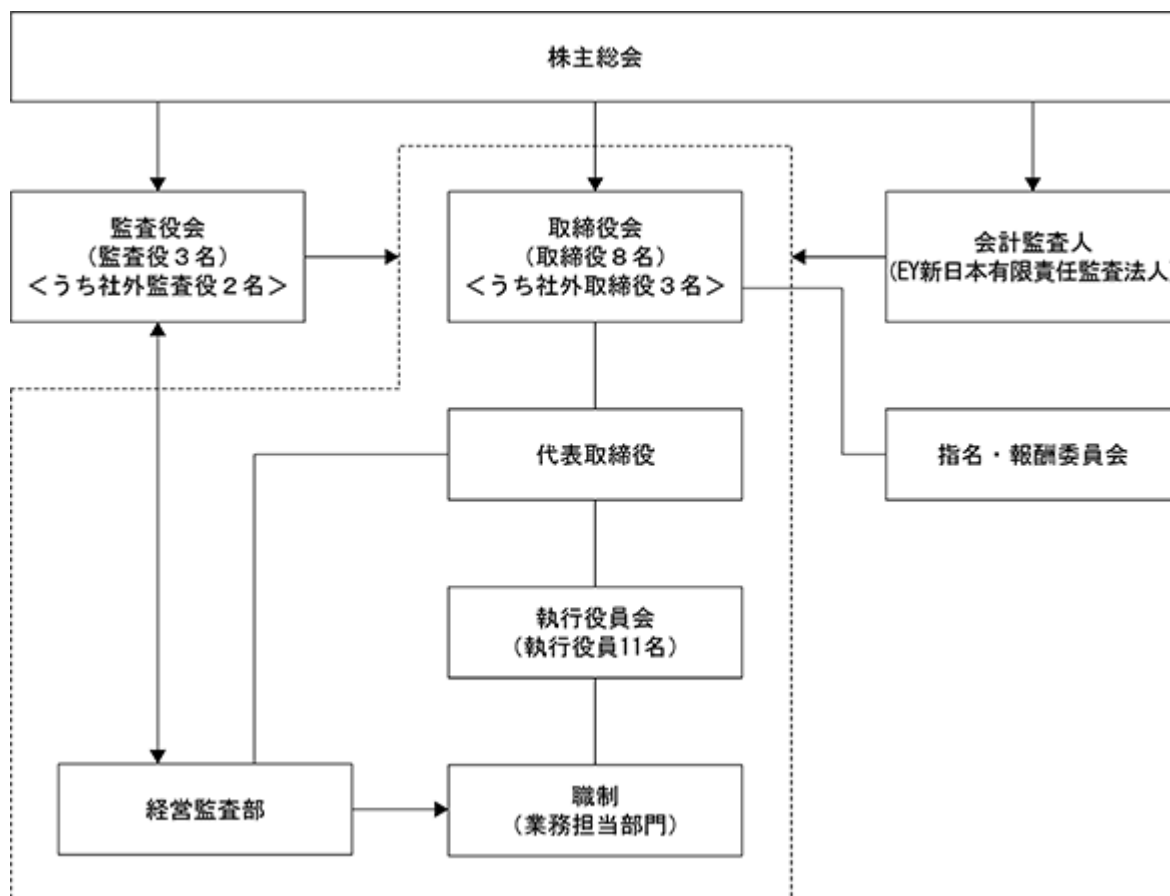 株主総会
監査役会
(監査役３名)
＜うち社外監査役２名＞
取締役会
(取締役８名)
＜うち社外取締役３名＞
会計監査人
(EY新日本有限責任監査法人)
代表取締役
指名・報酬委員会
執行役員会
(執行役員11名)
経営監査部
職制
(業務担当部門)